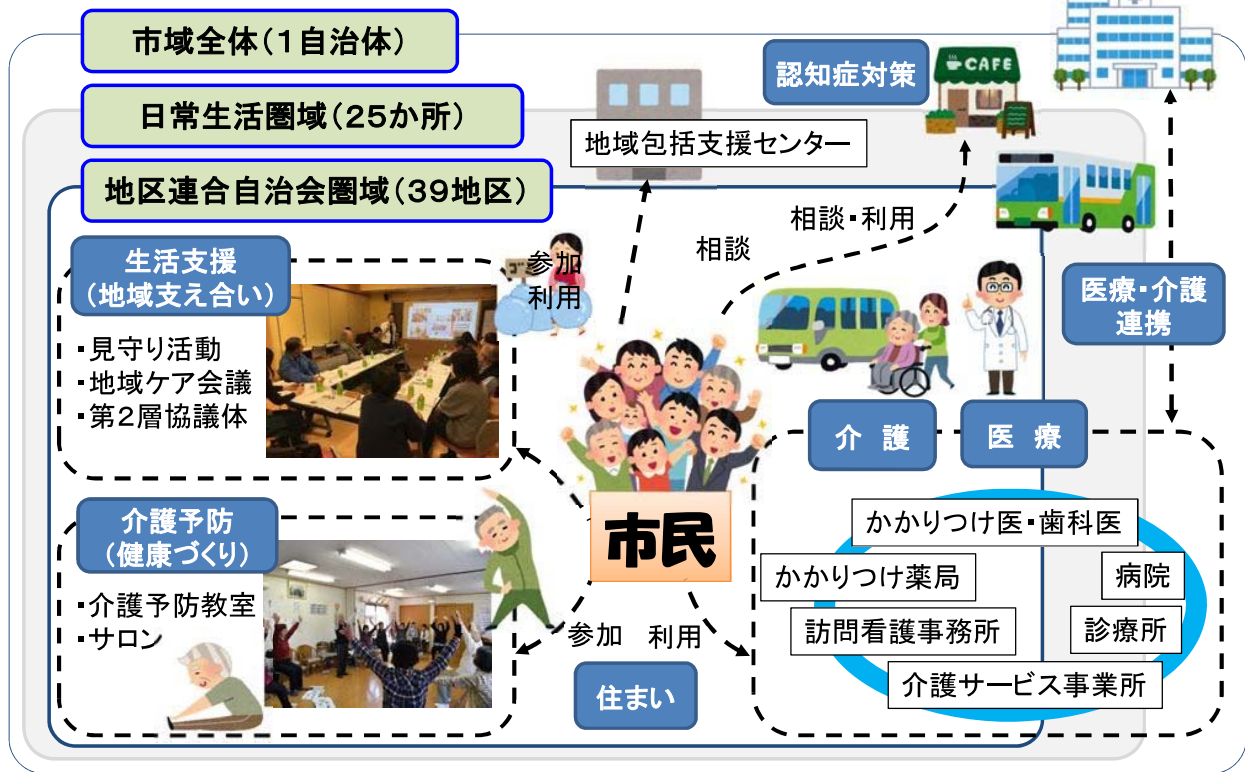 市域全体(1自治体)
日常生活圏域(25か所)
地区連合自治会圏域(39地区)
認知症対策
CAFE
地域包括支援センター
相談・利用
相談
生活支援
(地域支え合い)
・見守り活動
・地域ケア会議
・第2層協議体
ゴ
参加
利用
医療・介護
連携
介護
医療
市民
かかりつけ医・歯科医
かかりつけ薬局
病院
訪問看護事務所
診療所
介護サービス事業所
介護予防
(健康づくり)
・介護予防教室
・サロン
参加 利用
住まい